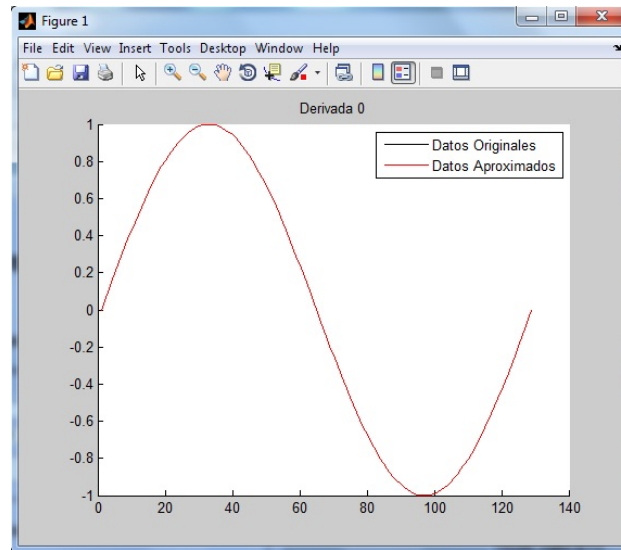 Figure 1
File Edit View Insert Tools Desktop Window Help
Derivada 0
Datos Originales
Datos Aproximados
1
0.8
0.6
0.4
0.2
0
-0.2
-0.4
-0.6
-0.8
-1
0 20 40 60 80 100 120 140